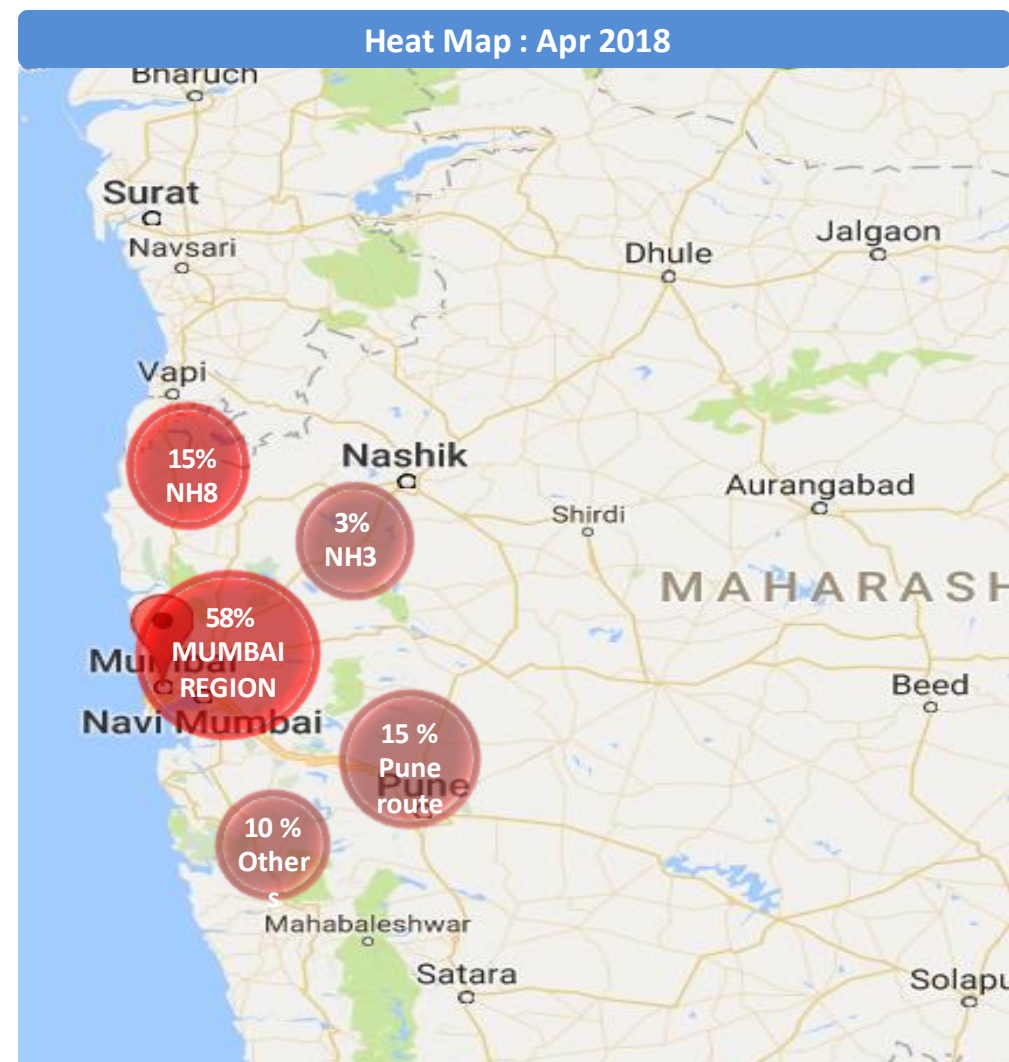 Heat Map : Apr 2018
Bharuch
Surat
Navsari
Dhule
Jalgaon
Vapi
15%
NH8
Nashik
Aurangabad
3%
NH3
Shirdi
MAHARASH
58%
MUMBAI
REGION
Mumbai
Navi Mumbai
Beed
15 %
Pune
route
Pune
10 %
Other
s
Mahabaleshwar
Satara
Solapu